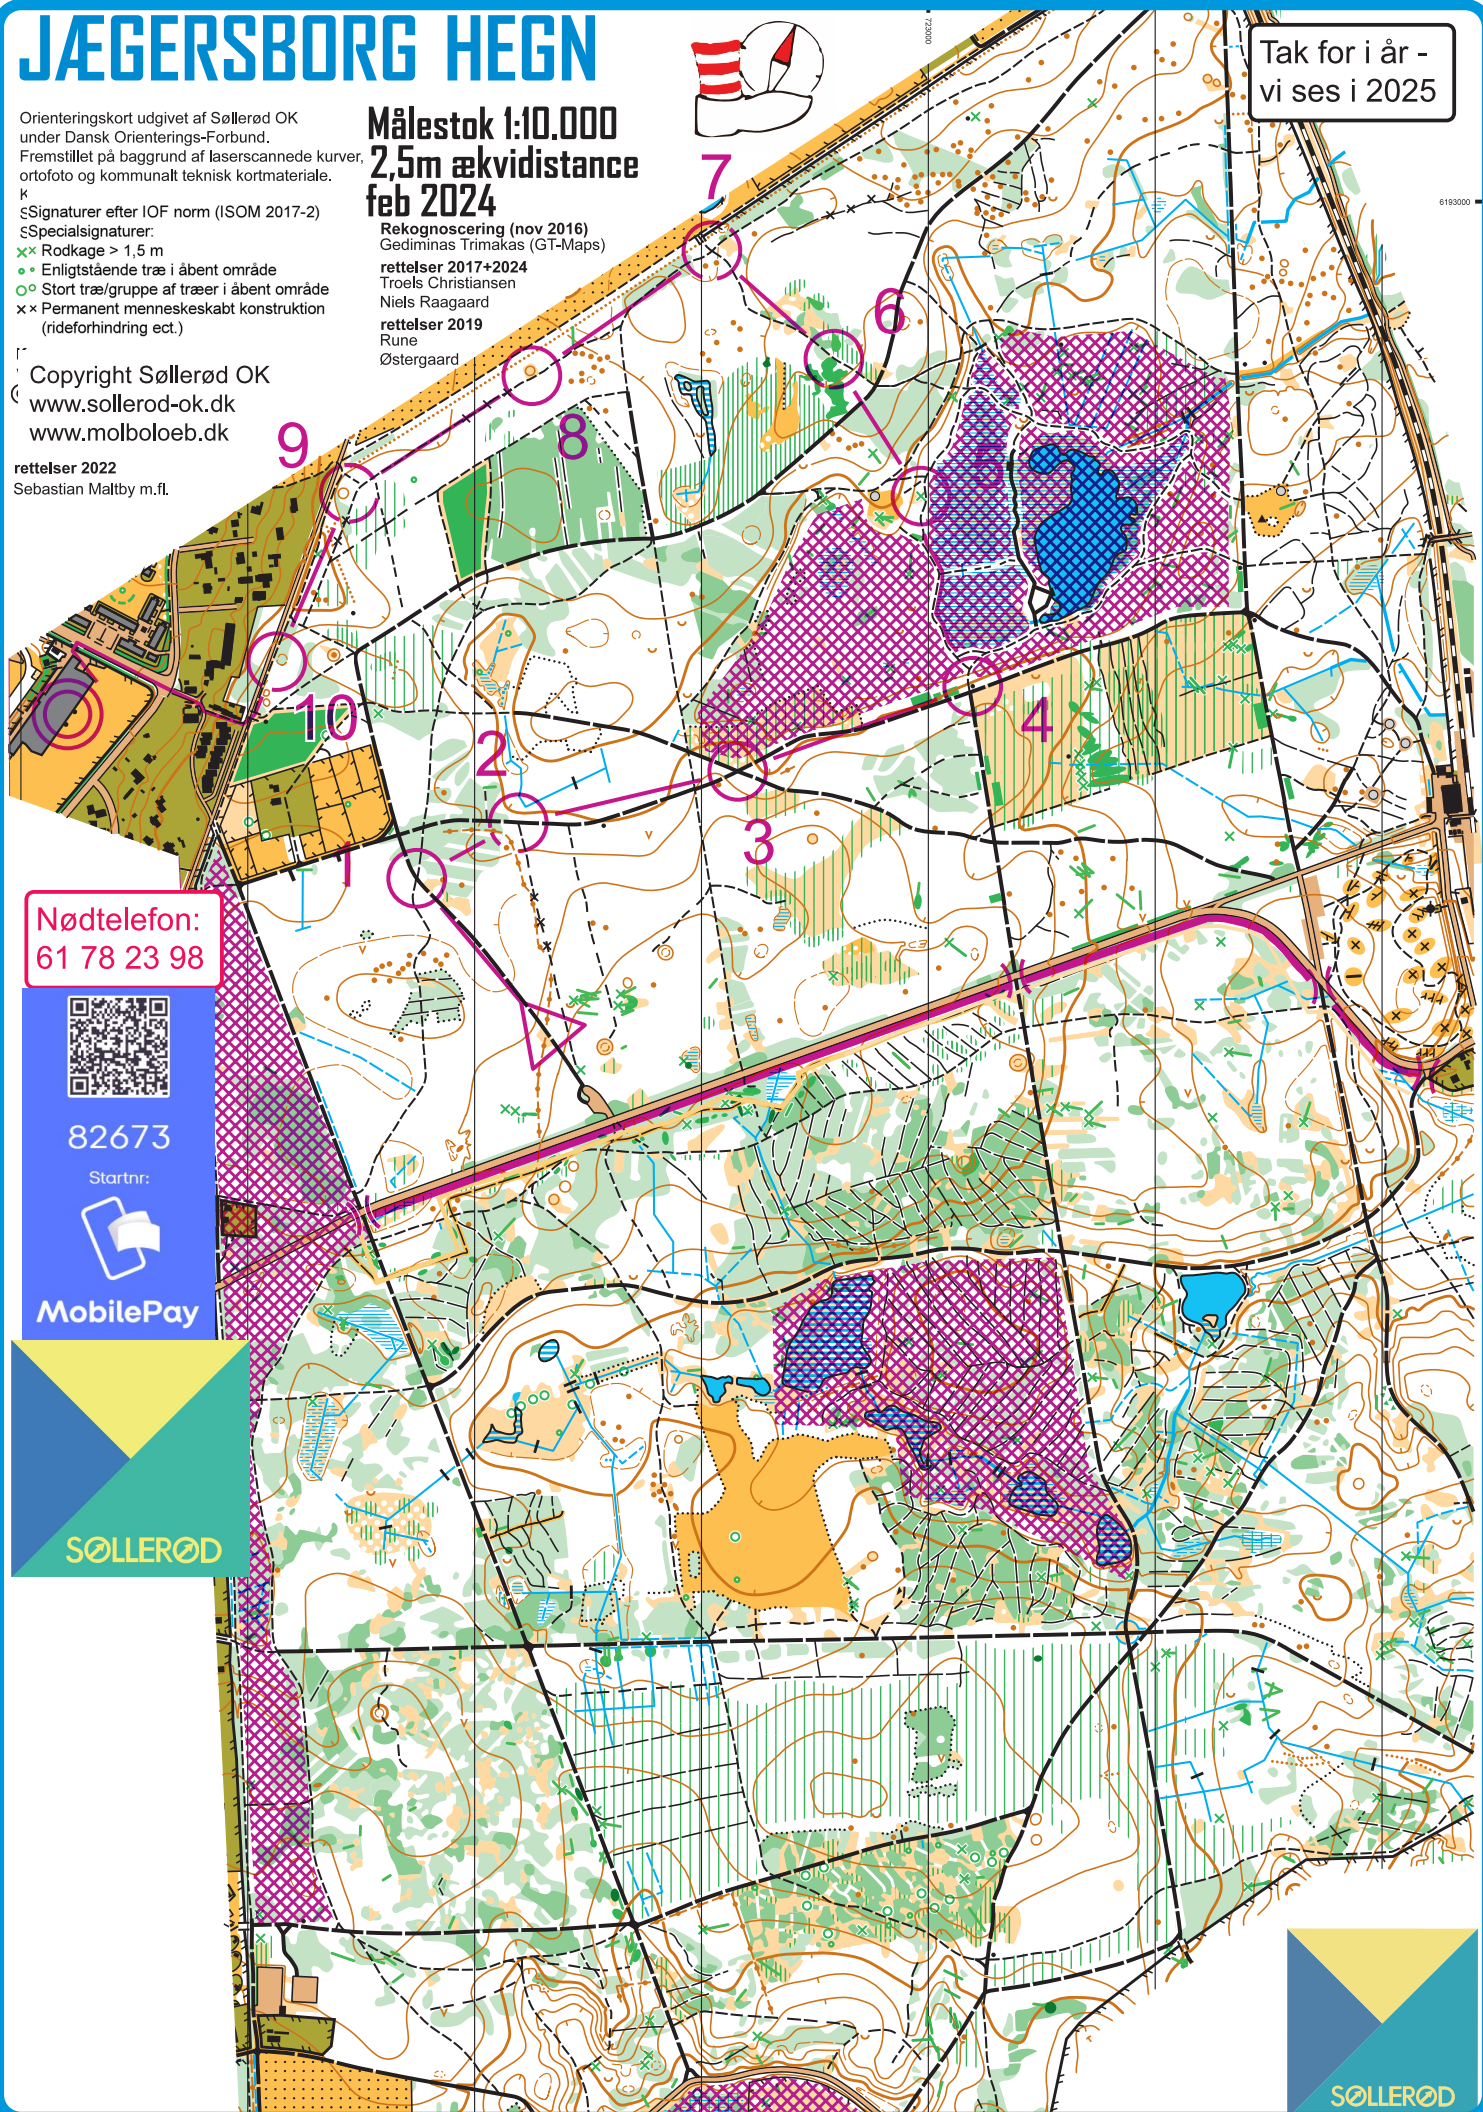 JÆGERSBORG HEGN
Orienteringskort udgivet af Søllerød OK
under Dansk Orienterings-Forbund.
Fremstillet på baggrund af laserscannede kurver,
ortofoto og kommunalt teknisk kortmateriale.
K
S
Signaturer efter IOF norm (ISOM 2017-2)
S
Specialsignaturer:
Rodkage > 1,5 m
Enligtstående træ i åbent område
Stort træ/gruppe af træer i åbent område
Permanent menneskeskabt konstruktion
(rideforhindring ect.)
Copyright Søllerød OK
www.sollerod-ok.dk
www.molboloeb.dk
rettelser 2022
Sebastian Maltby m.fl.
Målestok 1:10.000
2,5m ækvidistance
feb 2024
Rekognoscering (nov 2016)
Gediminas Trimakas (GT-Maps)
rettelser 2017+2024
Troels Christiansen
Niels Raagaard
rettelser 2019
Rune
Østergaard
723000
Tak for i år -
vi ses i 2025
6193000
7
6
5
8
9
10
2
4
3
1
Nødtelefon:
61 78 23 98
82673
Startnr:
MobilePay
SØLLERØD
SØLLERØD